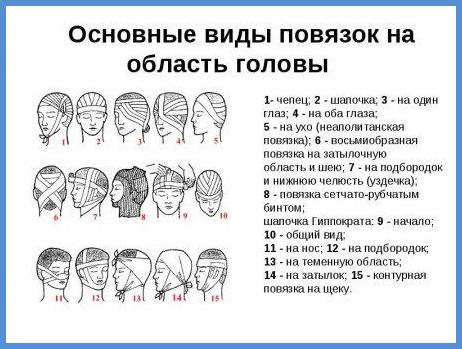 Основные виды повязок на
область головы
1- чепец; 2 - шапочка; 3 - на один
глаз; 4 - на оба глаза;
5 - на ухо (неаполитанская
повязка); 6 - восьмиобразная
повязка на затылочную
область и шею; 7 - на подбородок
и нижнюю челюсть (уздечка);
8 - повязка сетчато-рубчатым
бинтом;
шапочка Гиппократа: 9 - начало;
10 - общий вид;
11 - на нос; 12 - на подбородок;
13 - на теменную область;
14 - на затылок; 15 - контурная
повязка на щеку.
1 2 3 4 5
6 7 8 9 10
11 12 13 14 15